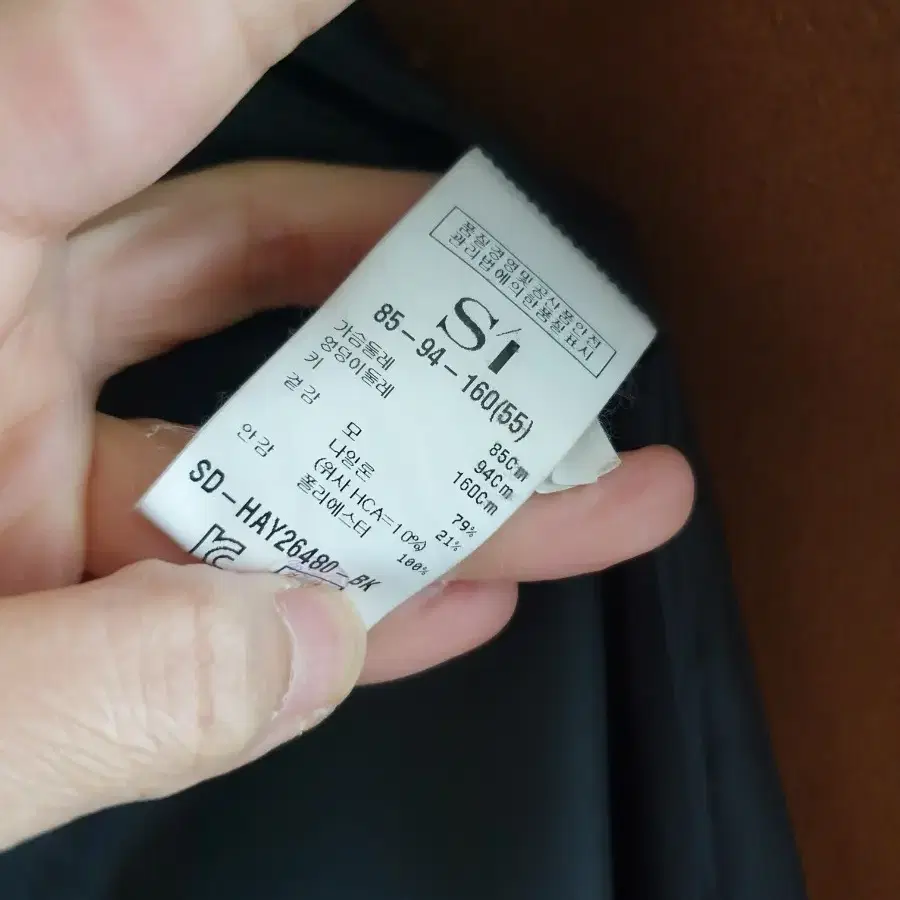 품질경영및공산품안전
관리법에의한품질표시
S/I
85-94-160(55)
가슴둘레 85Cm
엉덩이둘레 94Cm
키 160Cm
겉감 모 79%
나일론 21%
(위사 HCA=10%)
안감 폴리에스터 100%
SD-HAY26480-BK